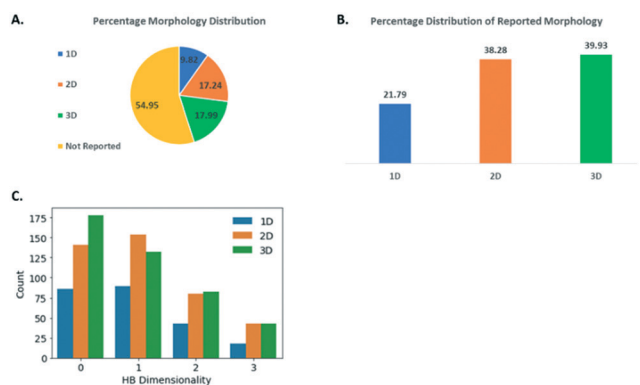 A.
Percentage Morphology Distribution
1D
2D
3D
Not Reported
9.82
17.24
17.99
54.95
B.
Percentage Distribution of Reported Morphology
21.79
38.28
39.93
1D
2D
3D
C.
175
150
125
100
75
50
25
0
Count
1D
2D
3D
0
1
2
3
HB Dimensionality